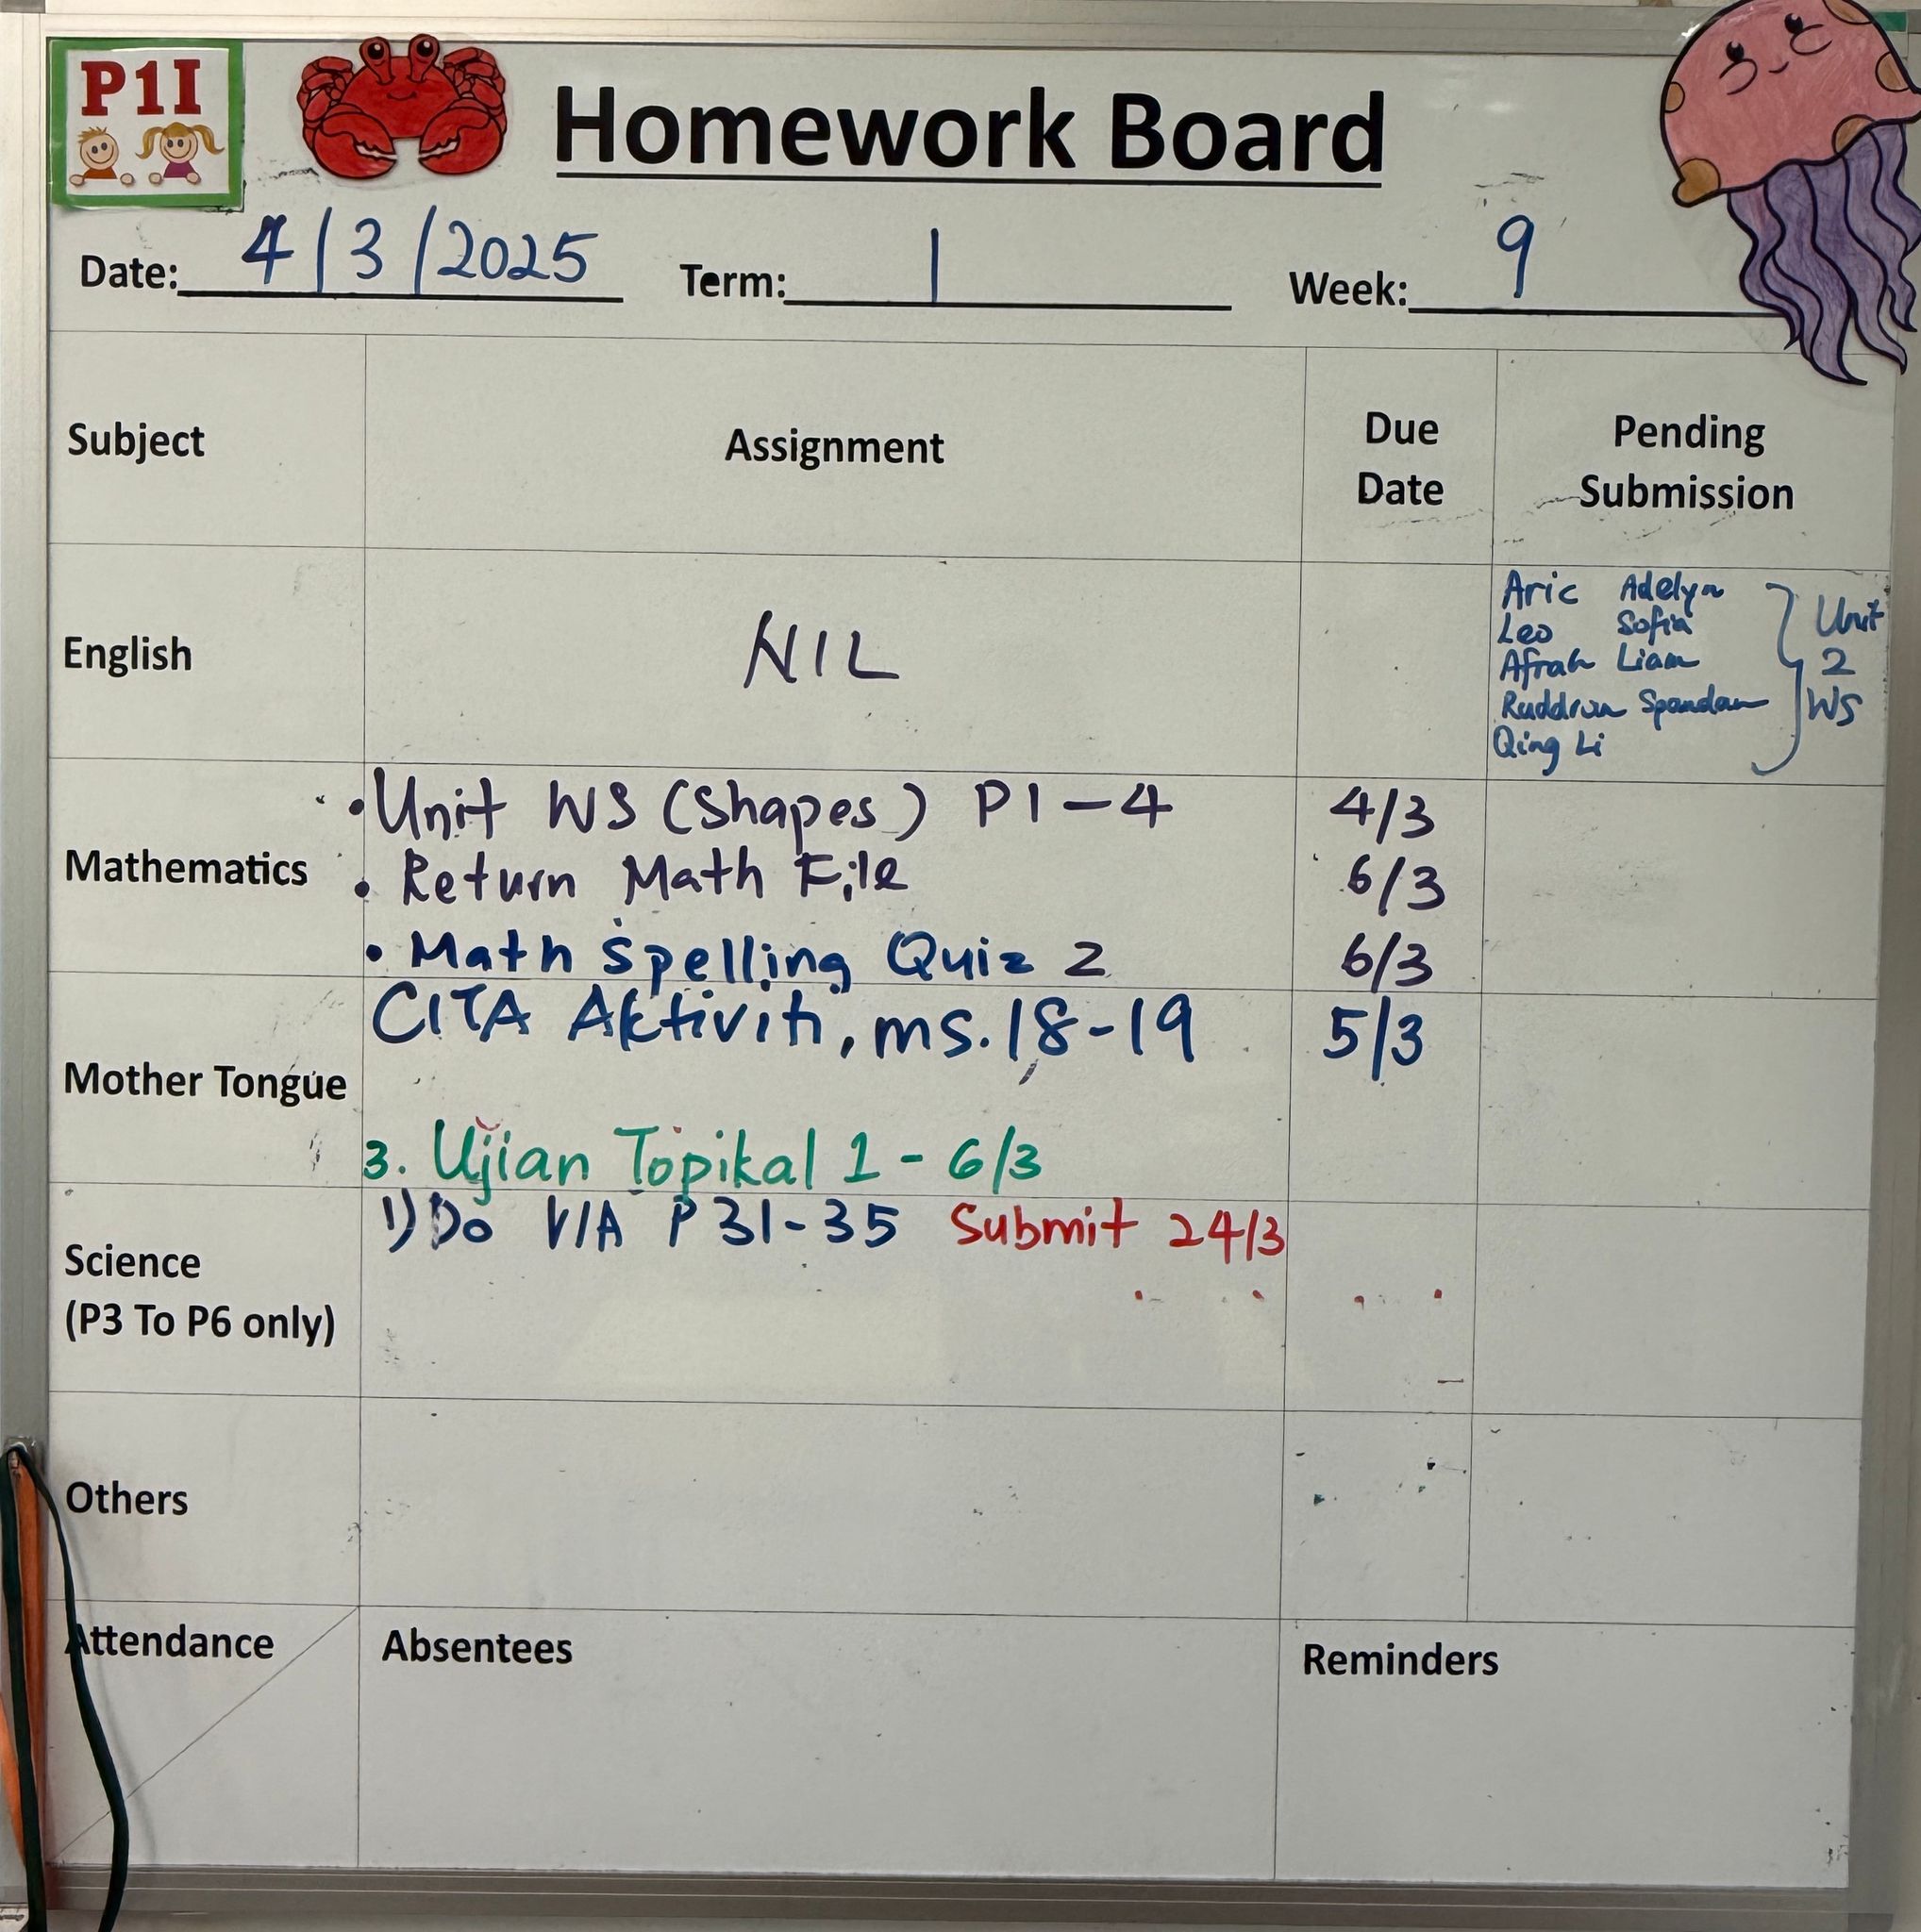 P1I
Homework Board
Date: 4/3/2025 Term: 1 Week: 9
Subject Assignment Due Date Pending Submission
English NIL
Aric Adelyn
Leo Sofia
Afrah Liam
Spandan
Qing Li
Unit
2
WS
Mathematics
• Unit WS (Shapes) P1-4 4/3
• Return Math File 6/3
• Math Spelling Quiz 2 6/3
Mother Tongue
CITA Aktiviti, ms. 18-19 5/3
3. Ujian Topikal 1 - 6/3
Science
(P3 To P6 only)
1) Do P 31-35 Submit 24/3
Others
Attendance Absentees Reminders